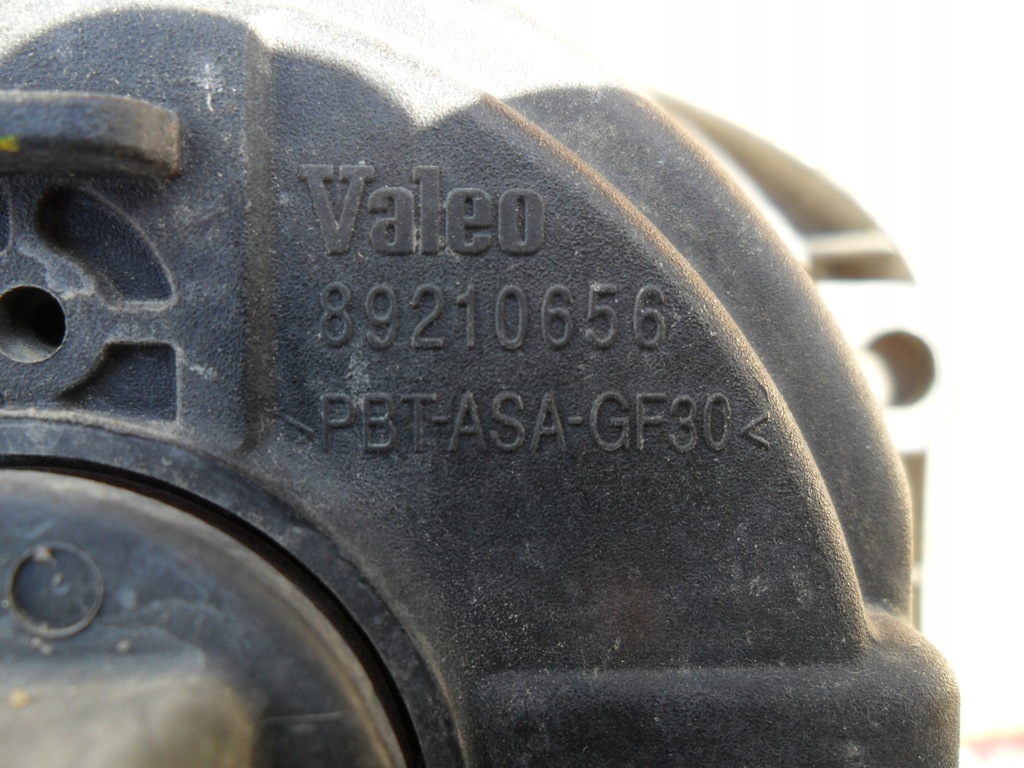 Valeo
89210656
>PBT-ASA-GF30<